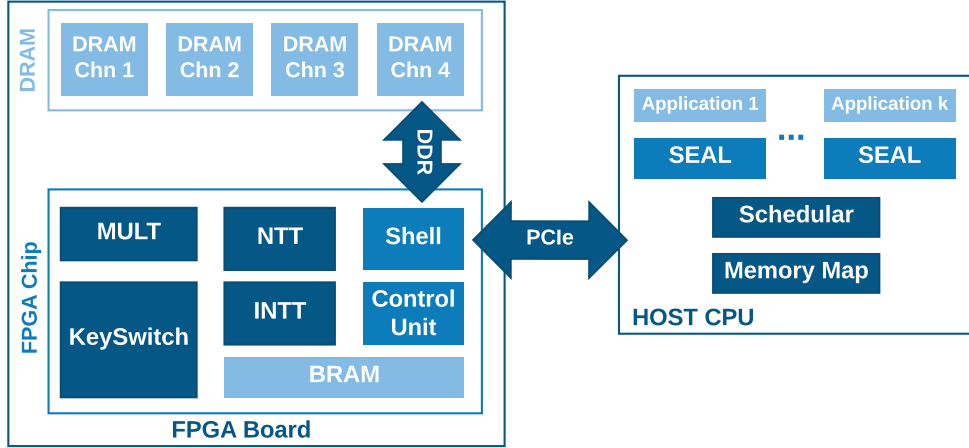 DRAM
DRAM
Chn 1
DRAM
Chn 2
DRAM
Chn 3
DRAM
Chn 4
DDR
FPGA Chip
MULT
NTT
Shell
KeySwitch
INTT
Control
Unit
BRAM
FPGA Board
PCIe
Application 1
...
Application k
SEAL
SEAL
Schedular
Memory Map
HOST CPU